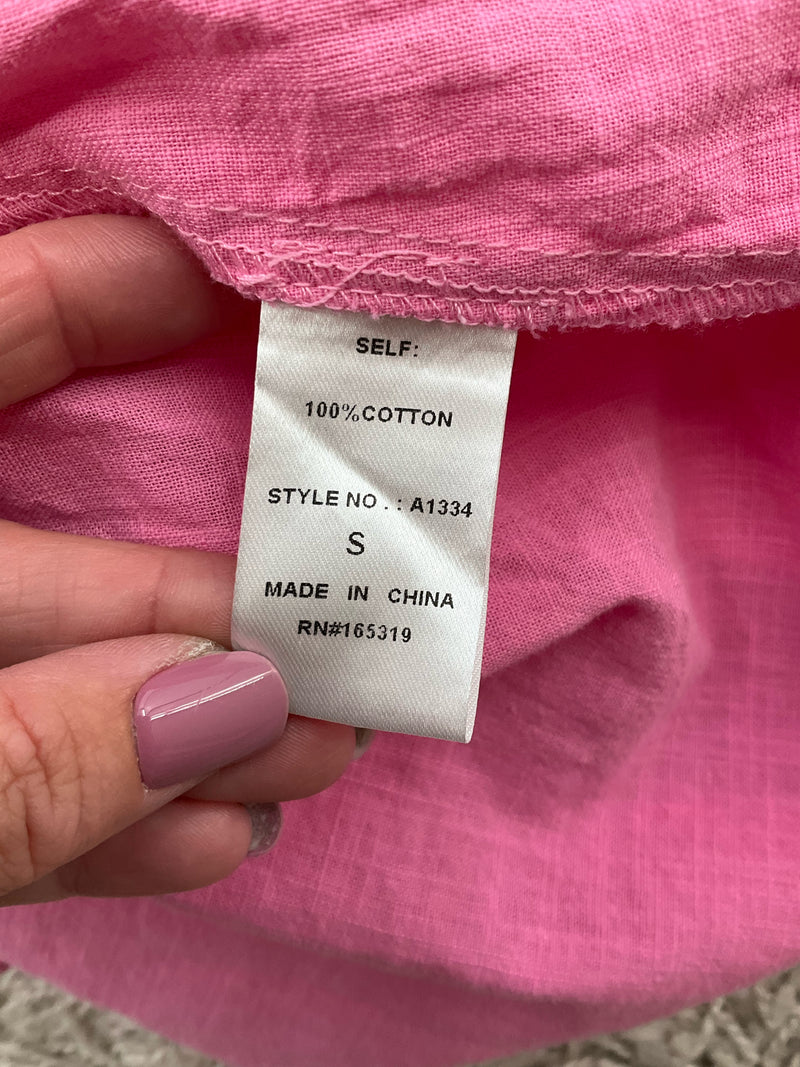 SELF:
100%COTTON
STYLE NO.: A1334
S
MADE IN CHINA
RN#165319